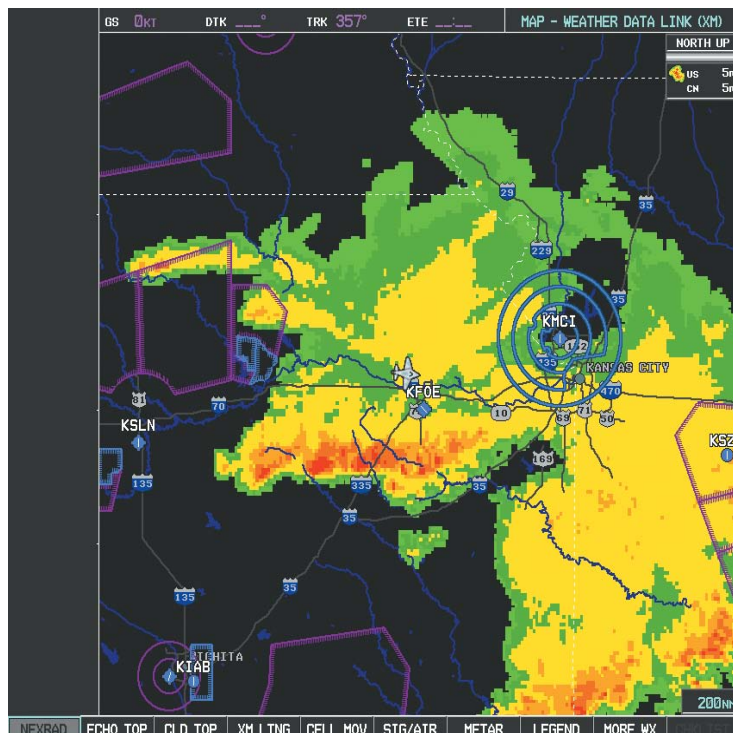 GS 0KT DTK ___° TRK 357° ETE __:__ MAP - WEATHER DATA LINK (XM)
NORTH UP
US 5m
CN 5m
29
35
229
35
KMCI
435
KANSAS CITY
KFOE
81
70
10
470
69
71
50
KSLN
KSZ
169
135
335
35
35
35
135
KIAB
200NM
NEXRAD ECHO TOP CLD TOP XM LTNG CELL MOV SIG/AIR METAR LEGEND MORE WX